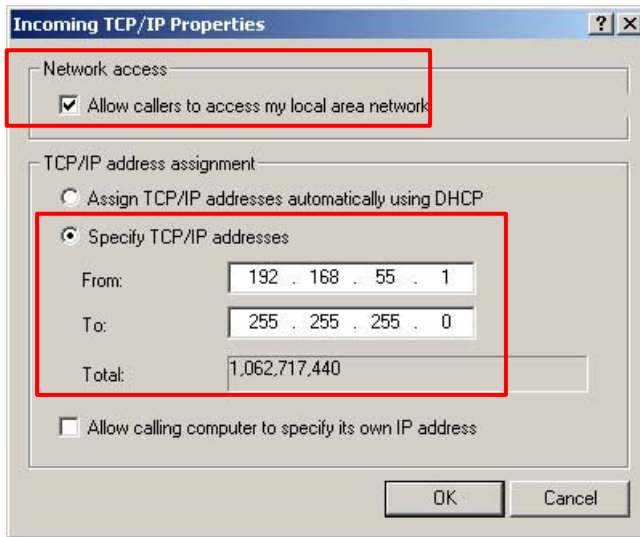 Incoming TCP/IP Properties
Network access
Allow callers to access my local area network
TCP/IP address assignment
Assign TCP/IP addresses automatically using DHCP
Specify TCP/IP addresses
From: 192 . 168 . 55 . 1
To: 255 . 255 . 255 . 0
Total: 1,062,717,440
Allow calling computer to specify its own IP address
OK Cancel